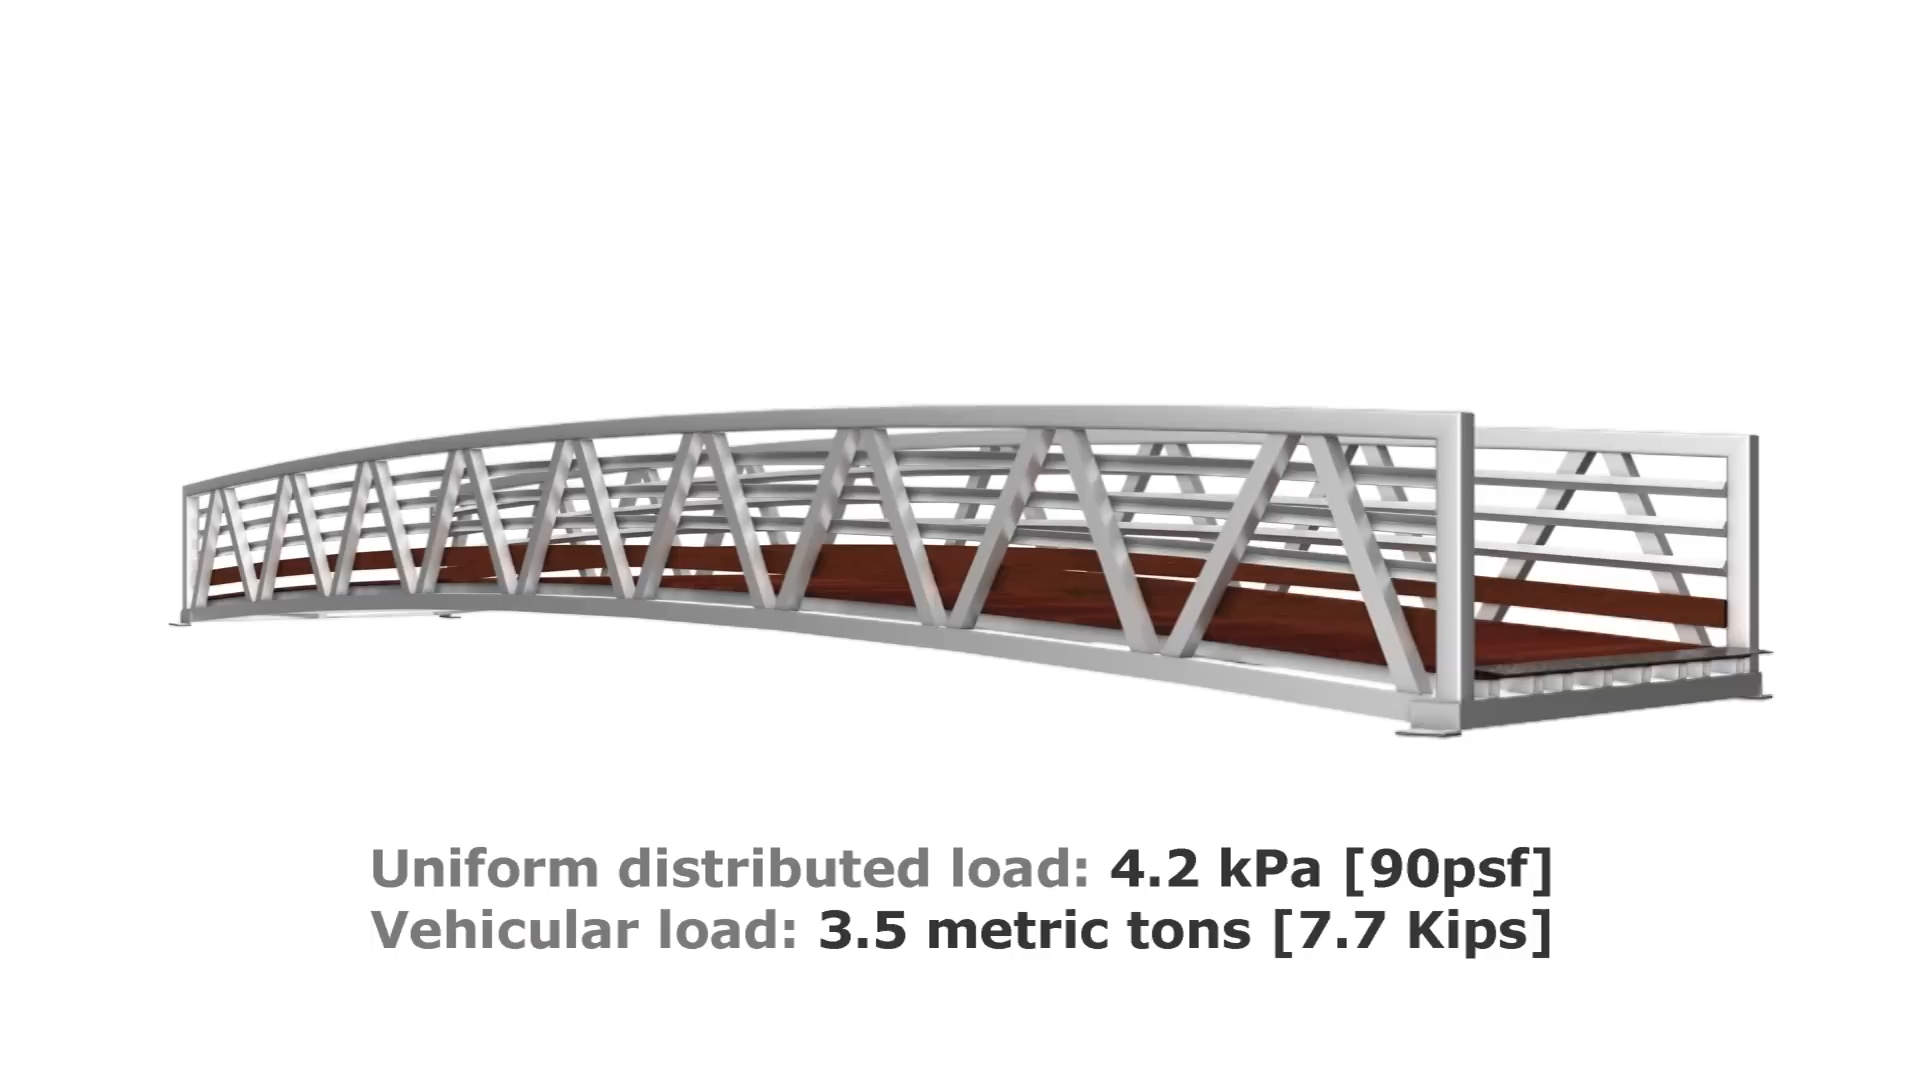 Uniform distributed load: 4.2 kPa [90psf]
Vehicular load: 3.5 metric tons [7.7 Kips]